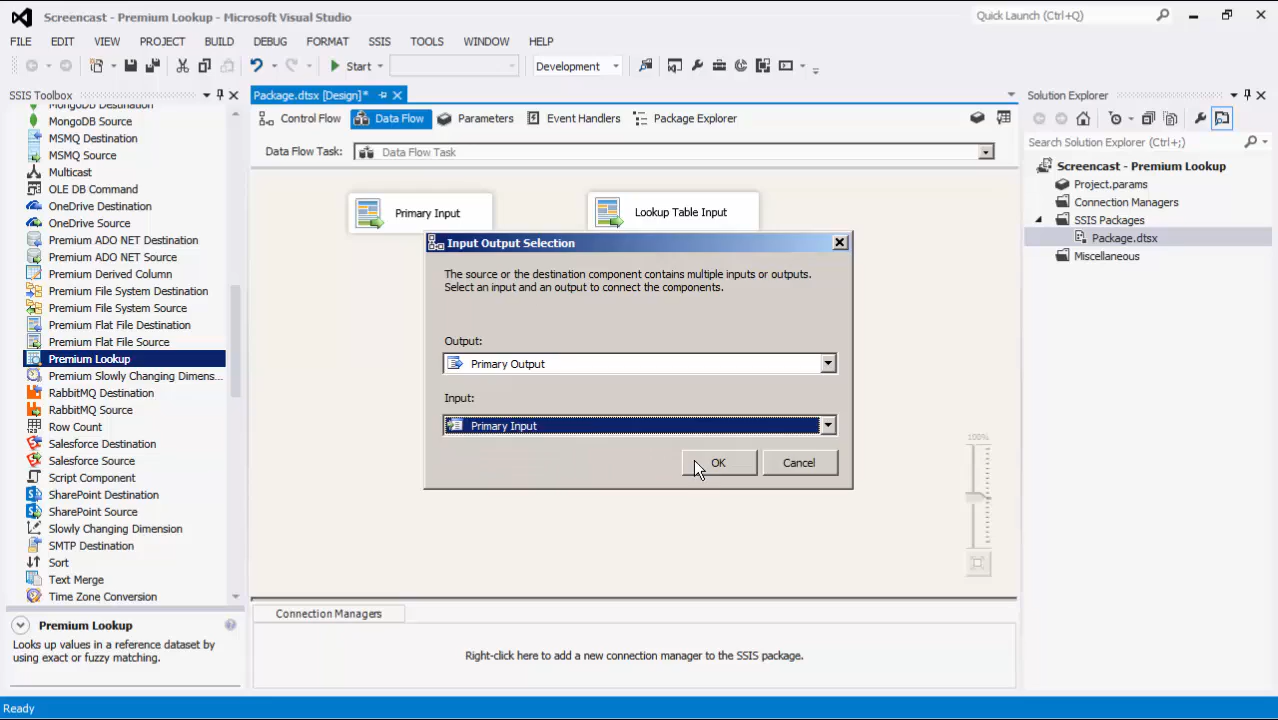 Screencast - Premium Lookup - Microsoft Visual Studio
Quick Launch (Ctrl+Q)
FILE EDIT VIEW PROJECT BUILD DEBUG FORMAT SSIS TOOLS WINDOW HELP
Start Development
SSIS Toolbox
MongoDB Destination
MongoDB Source
MSMQ Destination
MSMQ Source
Multicast
OLE DB Command
OneDrive Destination
OneDrive Source
Premium ADO NET Destination
Premium ADO NET Source
Premium Derived Column
Premium File System Destination
Premium File System Source
Premium Flat File Destination
Premium Flat File Source
Premium Lookup
Premium Slowly Changing Dimens...
RabbitMQ Destination
RabbitMQ Source
Row Count
Salesforce Destination
Salesforce Source
Script Component
SharePoint Destination
SharePoint Source
Slowly Changing Dimension
SMTP Destination
Sort
Text Merge
Time Zone Conversion
Premium Lookup
Looks up values in a reference dataset by
using exact or fuzzy matching.
Package.dtsx [Design]*
Control Flow Data Flow Parameters Event Handlers Package Explorer
Data Flow Task: Data Flow Task
Primary Input Lookup Table Input
Input Output Selection
The source or the destination component contains multiple inputs or outputs.
Select an input and an output to connect the components.
Output:
Primary Output
Input:
Primary Input
OK Cancel
100%
Connection Managers
Right-click here to add a new connection manager to the SSIS package.
Solution Explorer
Search Solution Explorer (Ctrl+;)
Screencast - Premium Lookup
Project.params
Connection Managers
SSIS Packages
Package.dtsx
Miscellaneous
Ready